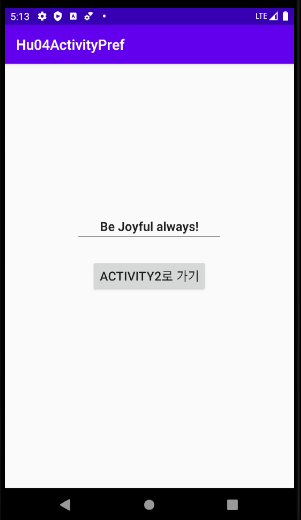 5:13 LTE
Hu04ActivityPref
Be Joyful always!
ACTIVITY2로 가기